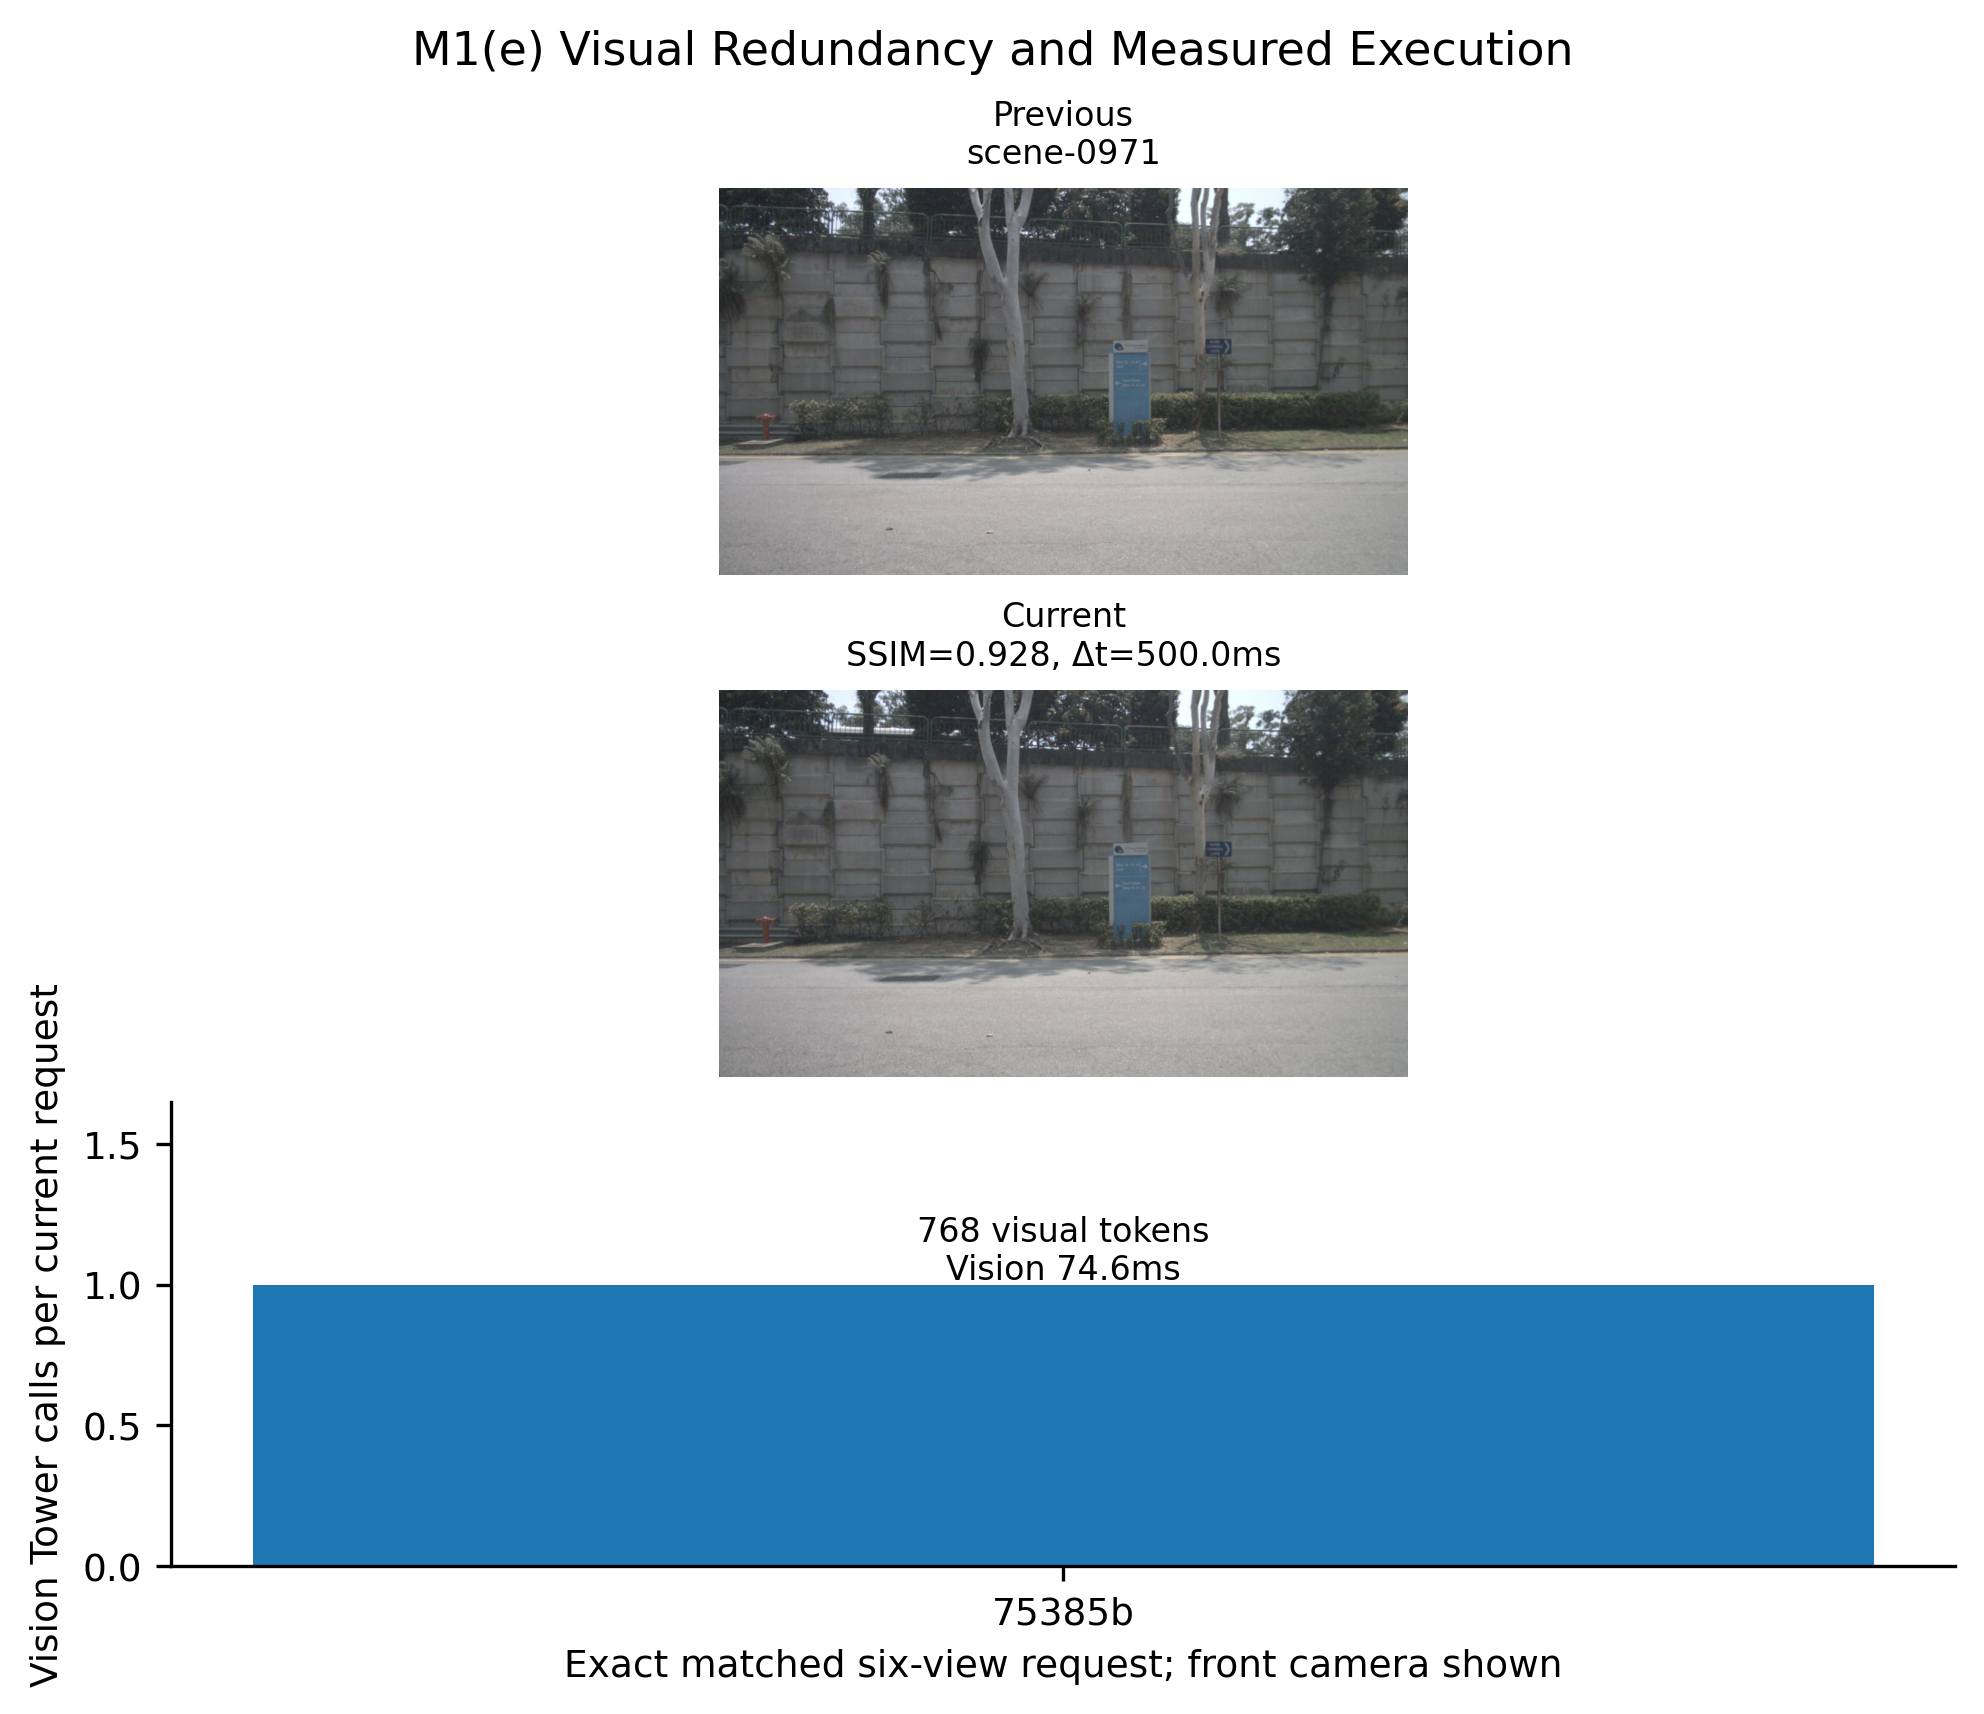 M1(e) Visual Redundancy and Measured Execution
Previous
scene-0971
Current
SSIM=0.928, Δt=500.0ms
Vision Tower calls per current request
1.5
1.0
0.5
0.0
768 visual tokens
Vision 74.6ms
75385b
Exact matched six-view request; front camera shown